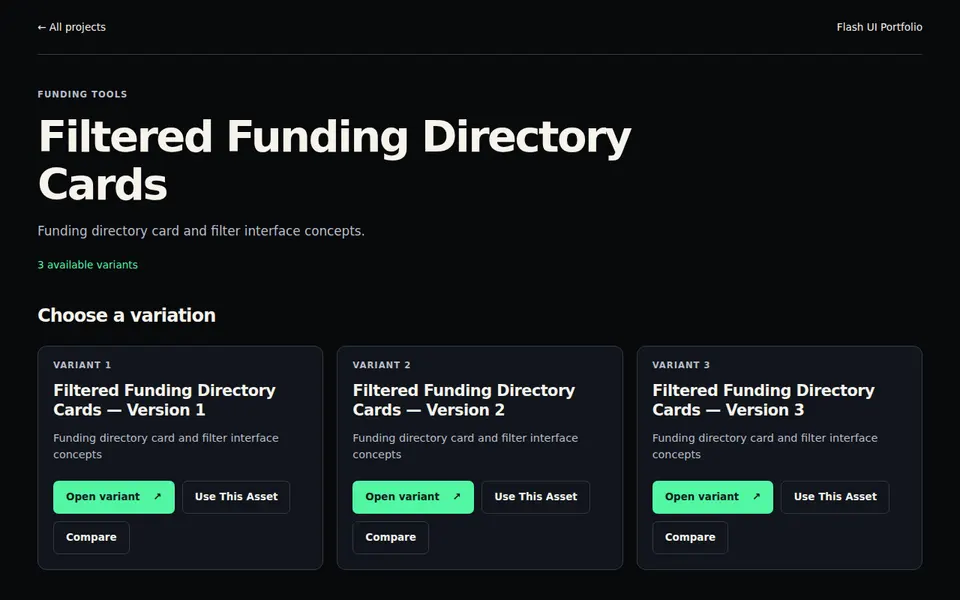 ← All projects
Flash UI Portfolio
FUNDING TOOLS
Filtered Funding Directory
Cards
Funding directory card and filter interface concepts.
3 available variants
Choose a variation
VARIANT 1
Filtered Funding Directory
Cards — Version 1
Funding directory card and filter interface
concepts
Open variant ↗
Use This Asset
Compare
VARIANT 2
Filtered Funding Directory
Cards — Version 2
Funding directory card and filter interface
concepts
Open variant ↗
Use This Asset
Compare
VARIANT 3
Filtered Funding Directory
Cards — Version 3
Funding directory card and filter interface
concepts
Open variant ↗
Use This Asset
Compare